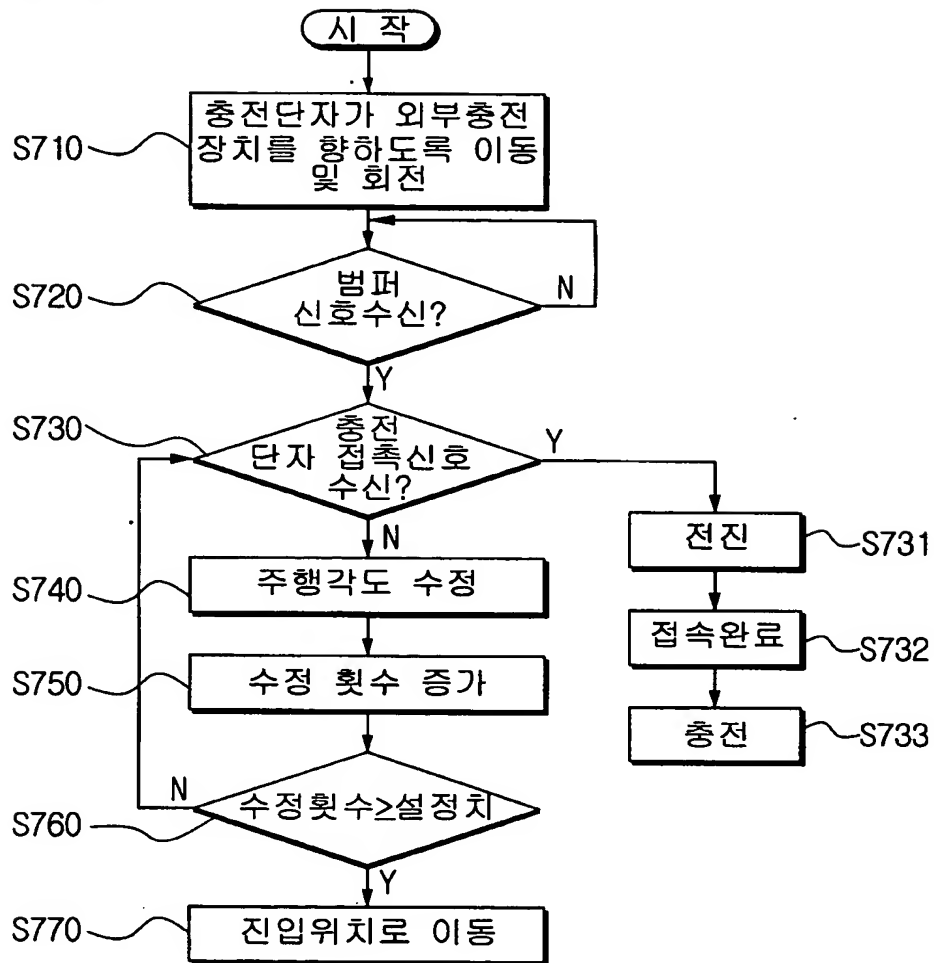 시 작
S710
충전단자가 외부충전
장치를 향하도록 이동
및 회전
S720
범퍼
신호수신?
N
Y
S730
충전
단자 접촉신호
수신?
Y
N
전진
S731
S740
주행각도 수정
접속완료
S732
S750
수정 횟수 증가
충전
S733
N
S760
수정횟수≥설정치
Y
S770
진입위치로 이동